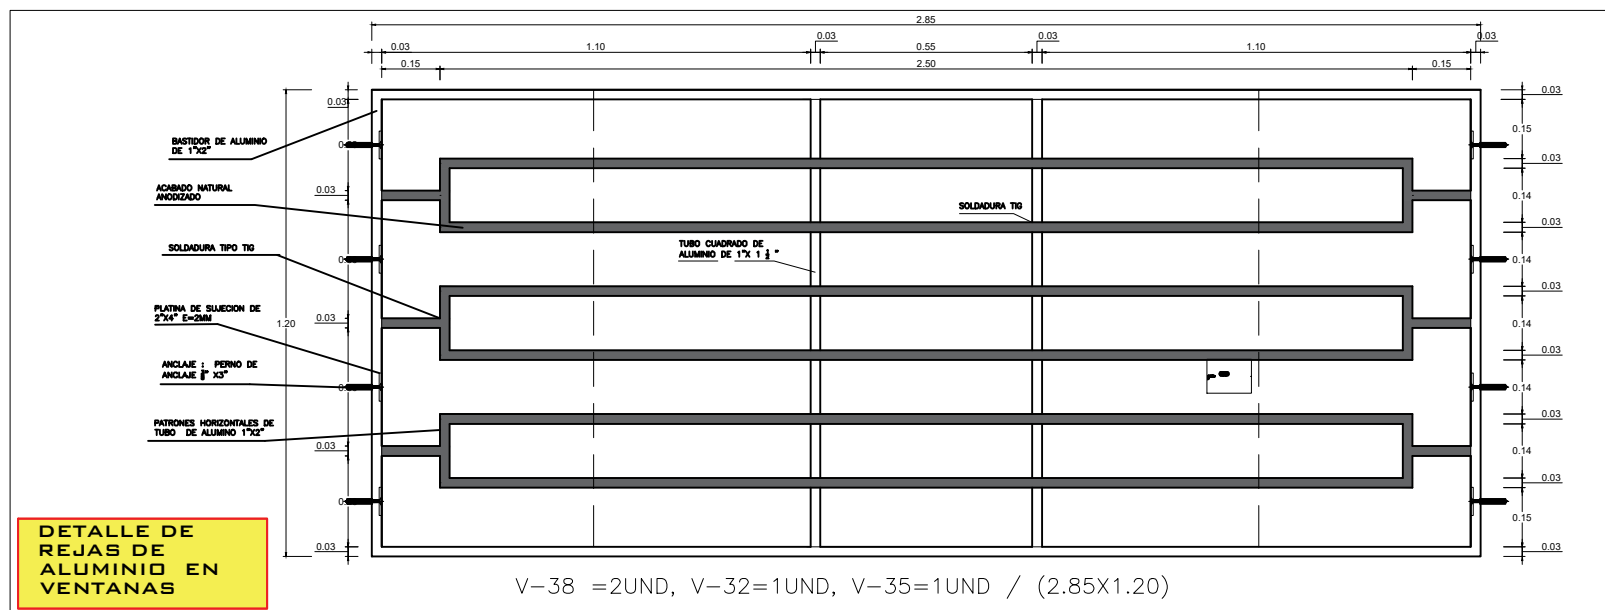 2.85
0.03
1.10
0.03
0.55
0.03
1.10
0.03
0.15
2.50
0.15
0.03
0.03
0.03
0.03
0.03
1.20
BASTIDOR DE ALUMINIO
DE 1"X2"
ACABADO NATURAL
ANODIZADO
SOLDADURA TIPO TIG
PLATINA DE SUJECION DE
2"X4" E=2MM
ANCLAJE : PERNO DE
ANCLAJE X3"
PATRONES HORIZONTALES DE
TUBO DE ALUMINO 1"X2"
SOLDADURA TIG
TUBO CUADRADO DE
ALUMINIO DE 1"X 1 ½ "
0.03
0.15
0.03
0.14
0.03
0.14
0.03
0.14
0.03
0.14
0.03
0.14
0.03
0.15
0.03
DETALLE DE
REJAS DE
ALUMINIO EN
VENTANAS
V-38 =2UND, V-32=1UND, V-35=1UND / (2.85X1.20)